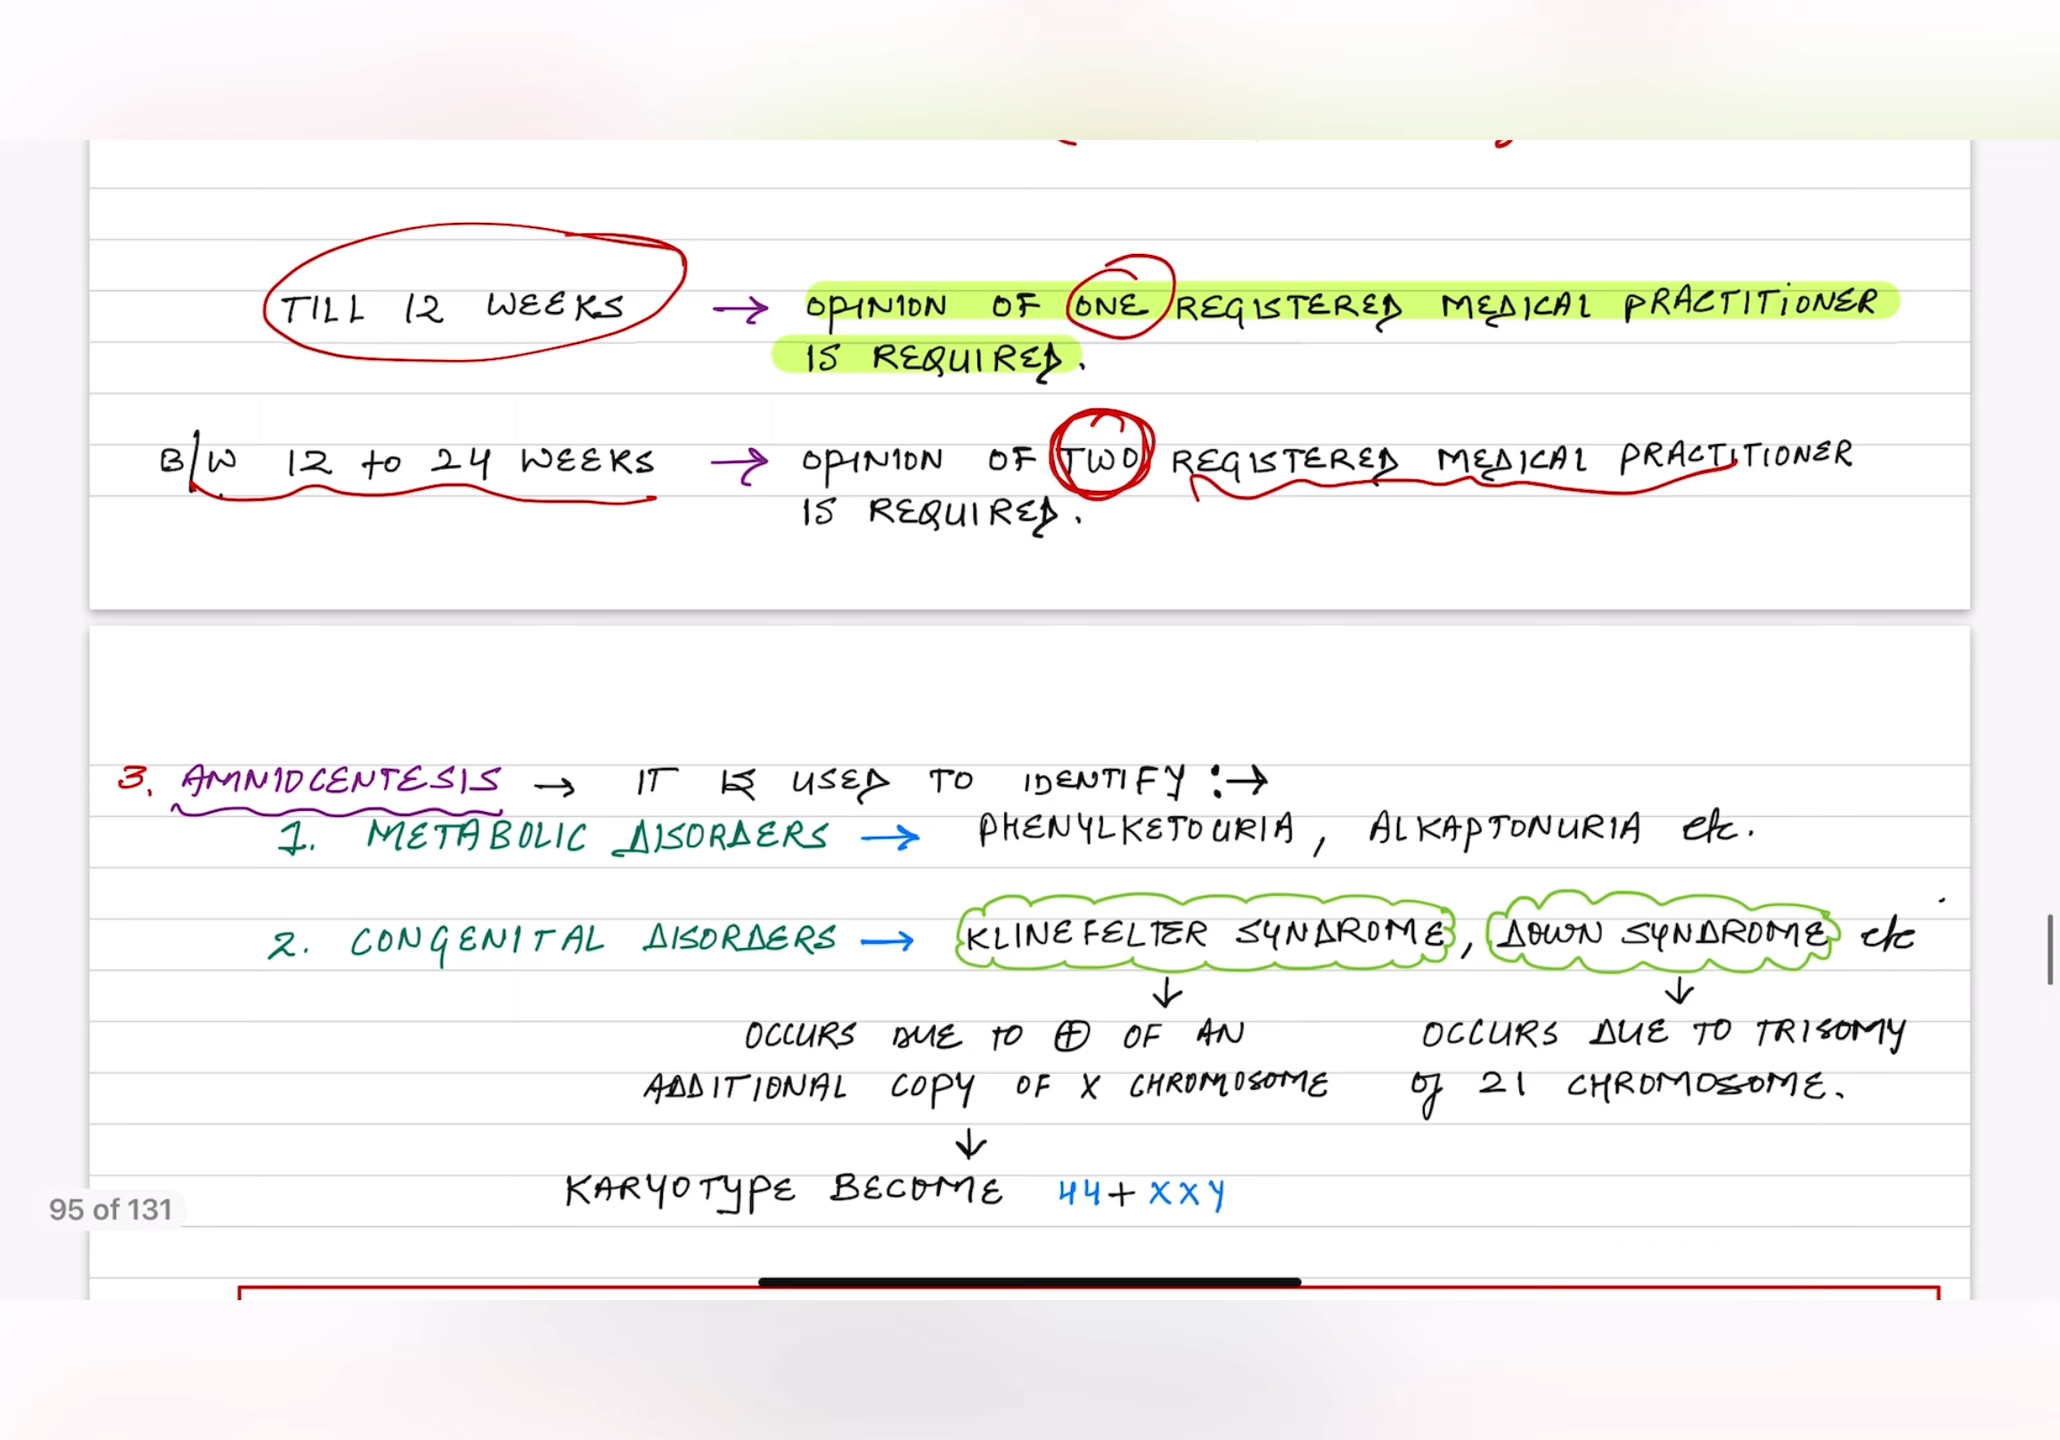 TILL 12 WEEKS → OPINION OF ONE REGISTERED MEDICAL PRACTITIONER
IS REQUIRED.
B/W 12 to 24 WEEKS → OPINION OF TWO REGISTERED MEDICAL PRACTITIONER
IS REQUIRED.
3. AMNIOCENTESIS → IT IS USED TO IDENTIFY :→
1. METABOLIC DISORDERS → PHENYLKETOURIA, ALKAPTONURIA etc.
2. CONGENITAL DISORDERS → KLINEFELTER SYNDROME, DOWN SYNDROME etc
↓ ↓
OCCURS DUE TO ⊕ OF AN OCCURS DUE TO TRISOMY
ADDITIONAL COPY OF X CHROMOSOME of 21 CHROMOSOME.
↓
KARYOTYPE BECOME 44+XXY
95 of 131